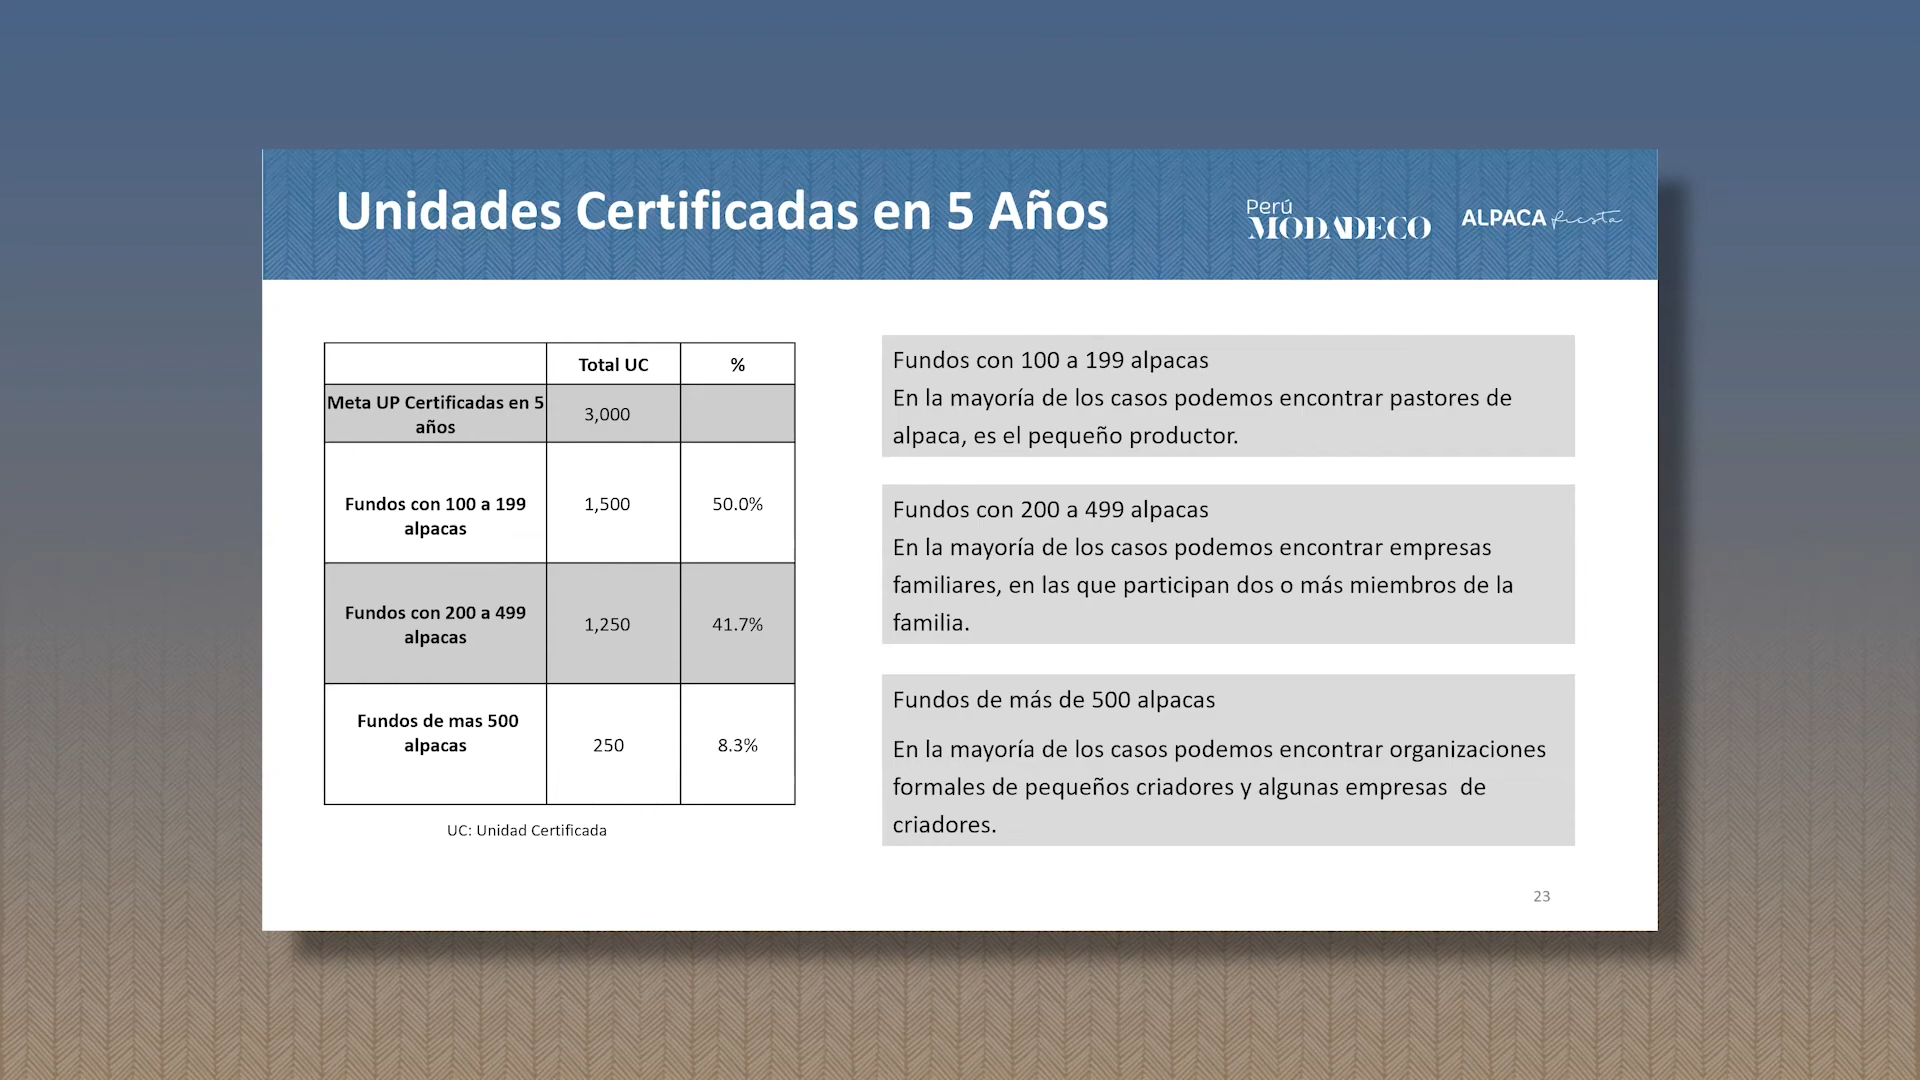 Unidades Certificadas en 5 Años
Perú
MODADECO
ALPACA fiesta
Total UC %
Meta UP Certificadas en 5
años
3,000
Fundos con 100 a 199
alpacas
1,500 50.0%
Fundos con 200 a 499
alpacas
1,250 41.7%
Fundos de mas 500
alpacas
250 8.3%
UC: Unidad Certificada
Fundos con 100 a 199 alpacas
En la mayoría de los casos podemos encontrar pastores de
alpaca, es el pequeño productor.
Fundos con 200 a 499 alpacas
En la mayoría de los casos podemos encontrar empresas
familiares, en las que participan dos o más miembros de la
familia.
Fundos de más de 500 alpacas
En la mayoría de los casos podemos encontrar organizaciones
formales de pequeños criadores y algunas empresas  de
criadores.
23